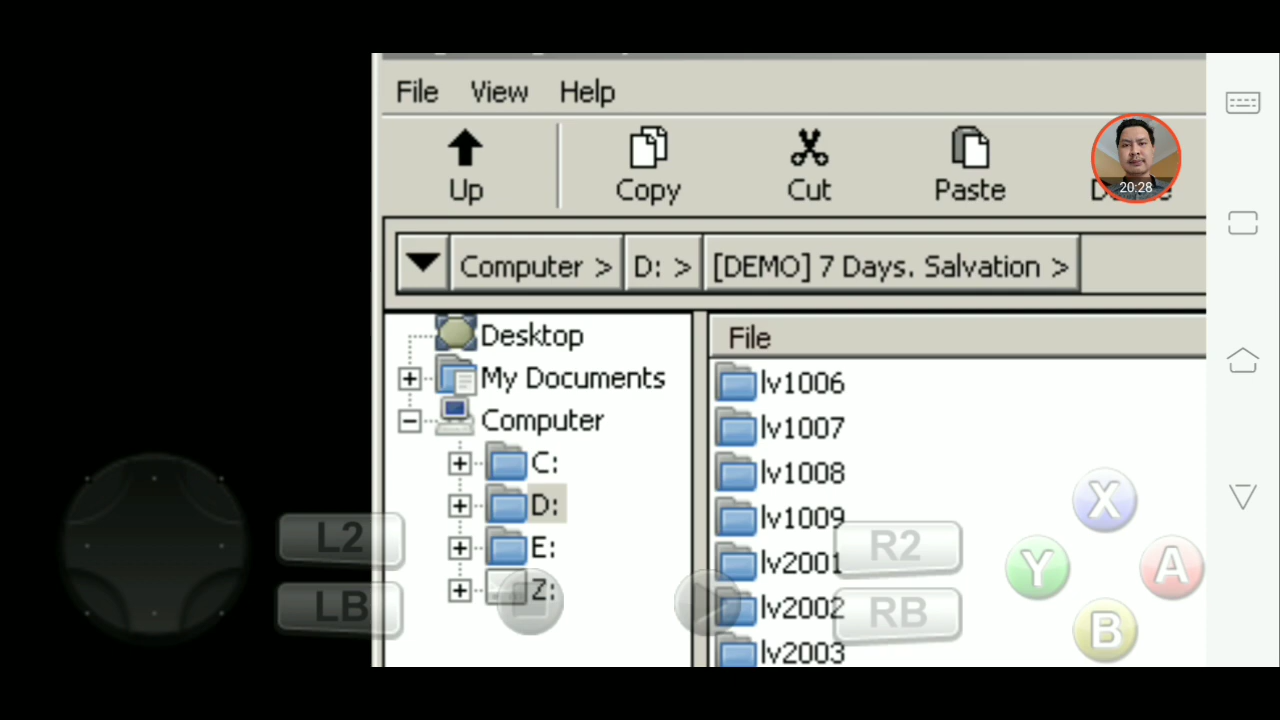 File View Help
Up Copy Cut Paste
20:28
Computer > D: > [DEMO] 7 Days. Salvation >
Desktop
My Documents
Computer
C:
D:
E:
Z:
File
lv1006
lv1007
lv1008
lv1009
lv2001
lv2002
lv2003
L2
LB
R2
RB
X
Y
A
B